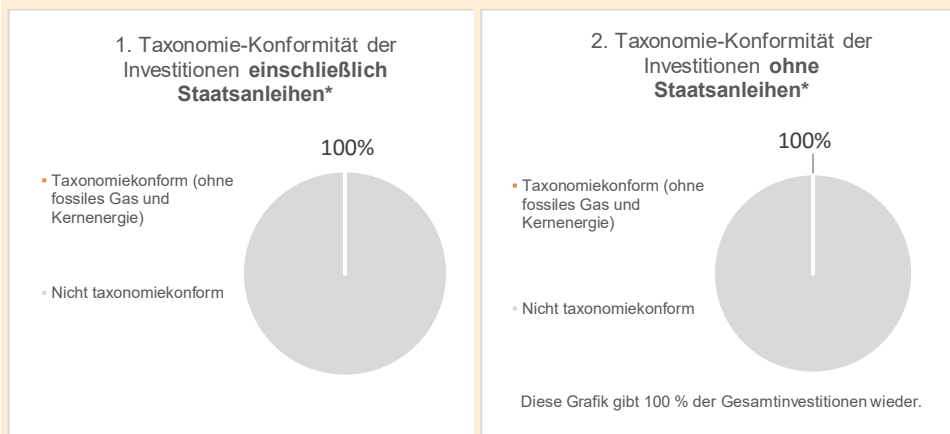 1. Taxonomie-Konformität der
Investitionen einschließlich
Staatsanleihen*
100%
Taxonomiekonform (ohne
fossiles Gas und
Kernenergie)
Nicht taxonomiekonform
2. Taxonomie-Konformität der
Investitionen ohne
Staatsanleihen*
100%
Taxonomiekonform (ohne
fossiles Gas und
Kernenergie)
Nicht taxonomiekonform
Diese Grafik gibt 100 % der Gesamtinvestitionen wieder.